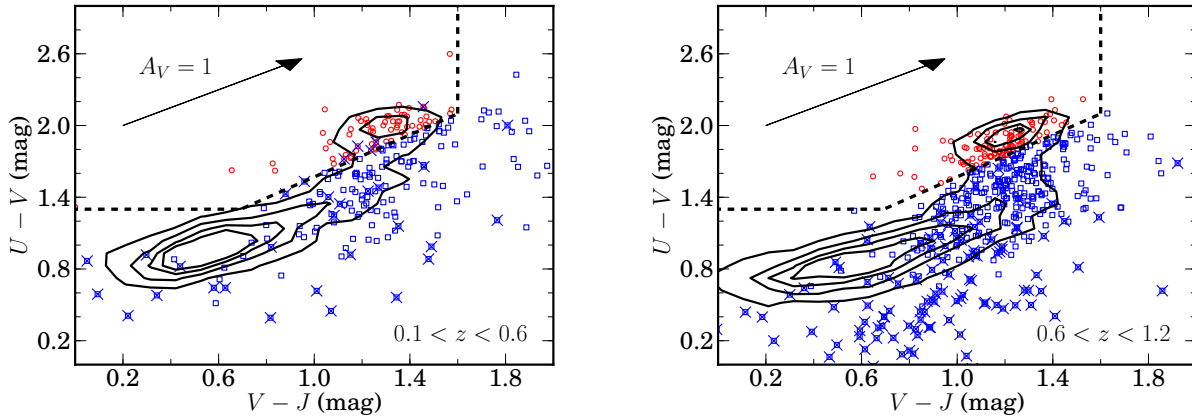 2.6
2.0
1.4
0.8
0.2
U − V (mag)
A_V = 1
0.1 < z < 0.6
0.2 0.6 1.0 1.4 1.8
V − J (mag)
2.6
2.0
1.4
0.8
0.2
U − V (mag)
A_V = 1
0.6 < z < 1.2
0.2 0.6 1.0 1.4 1.8
V − J (mag)